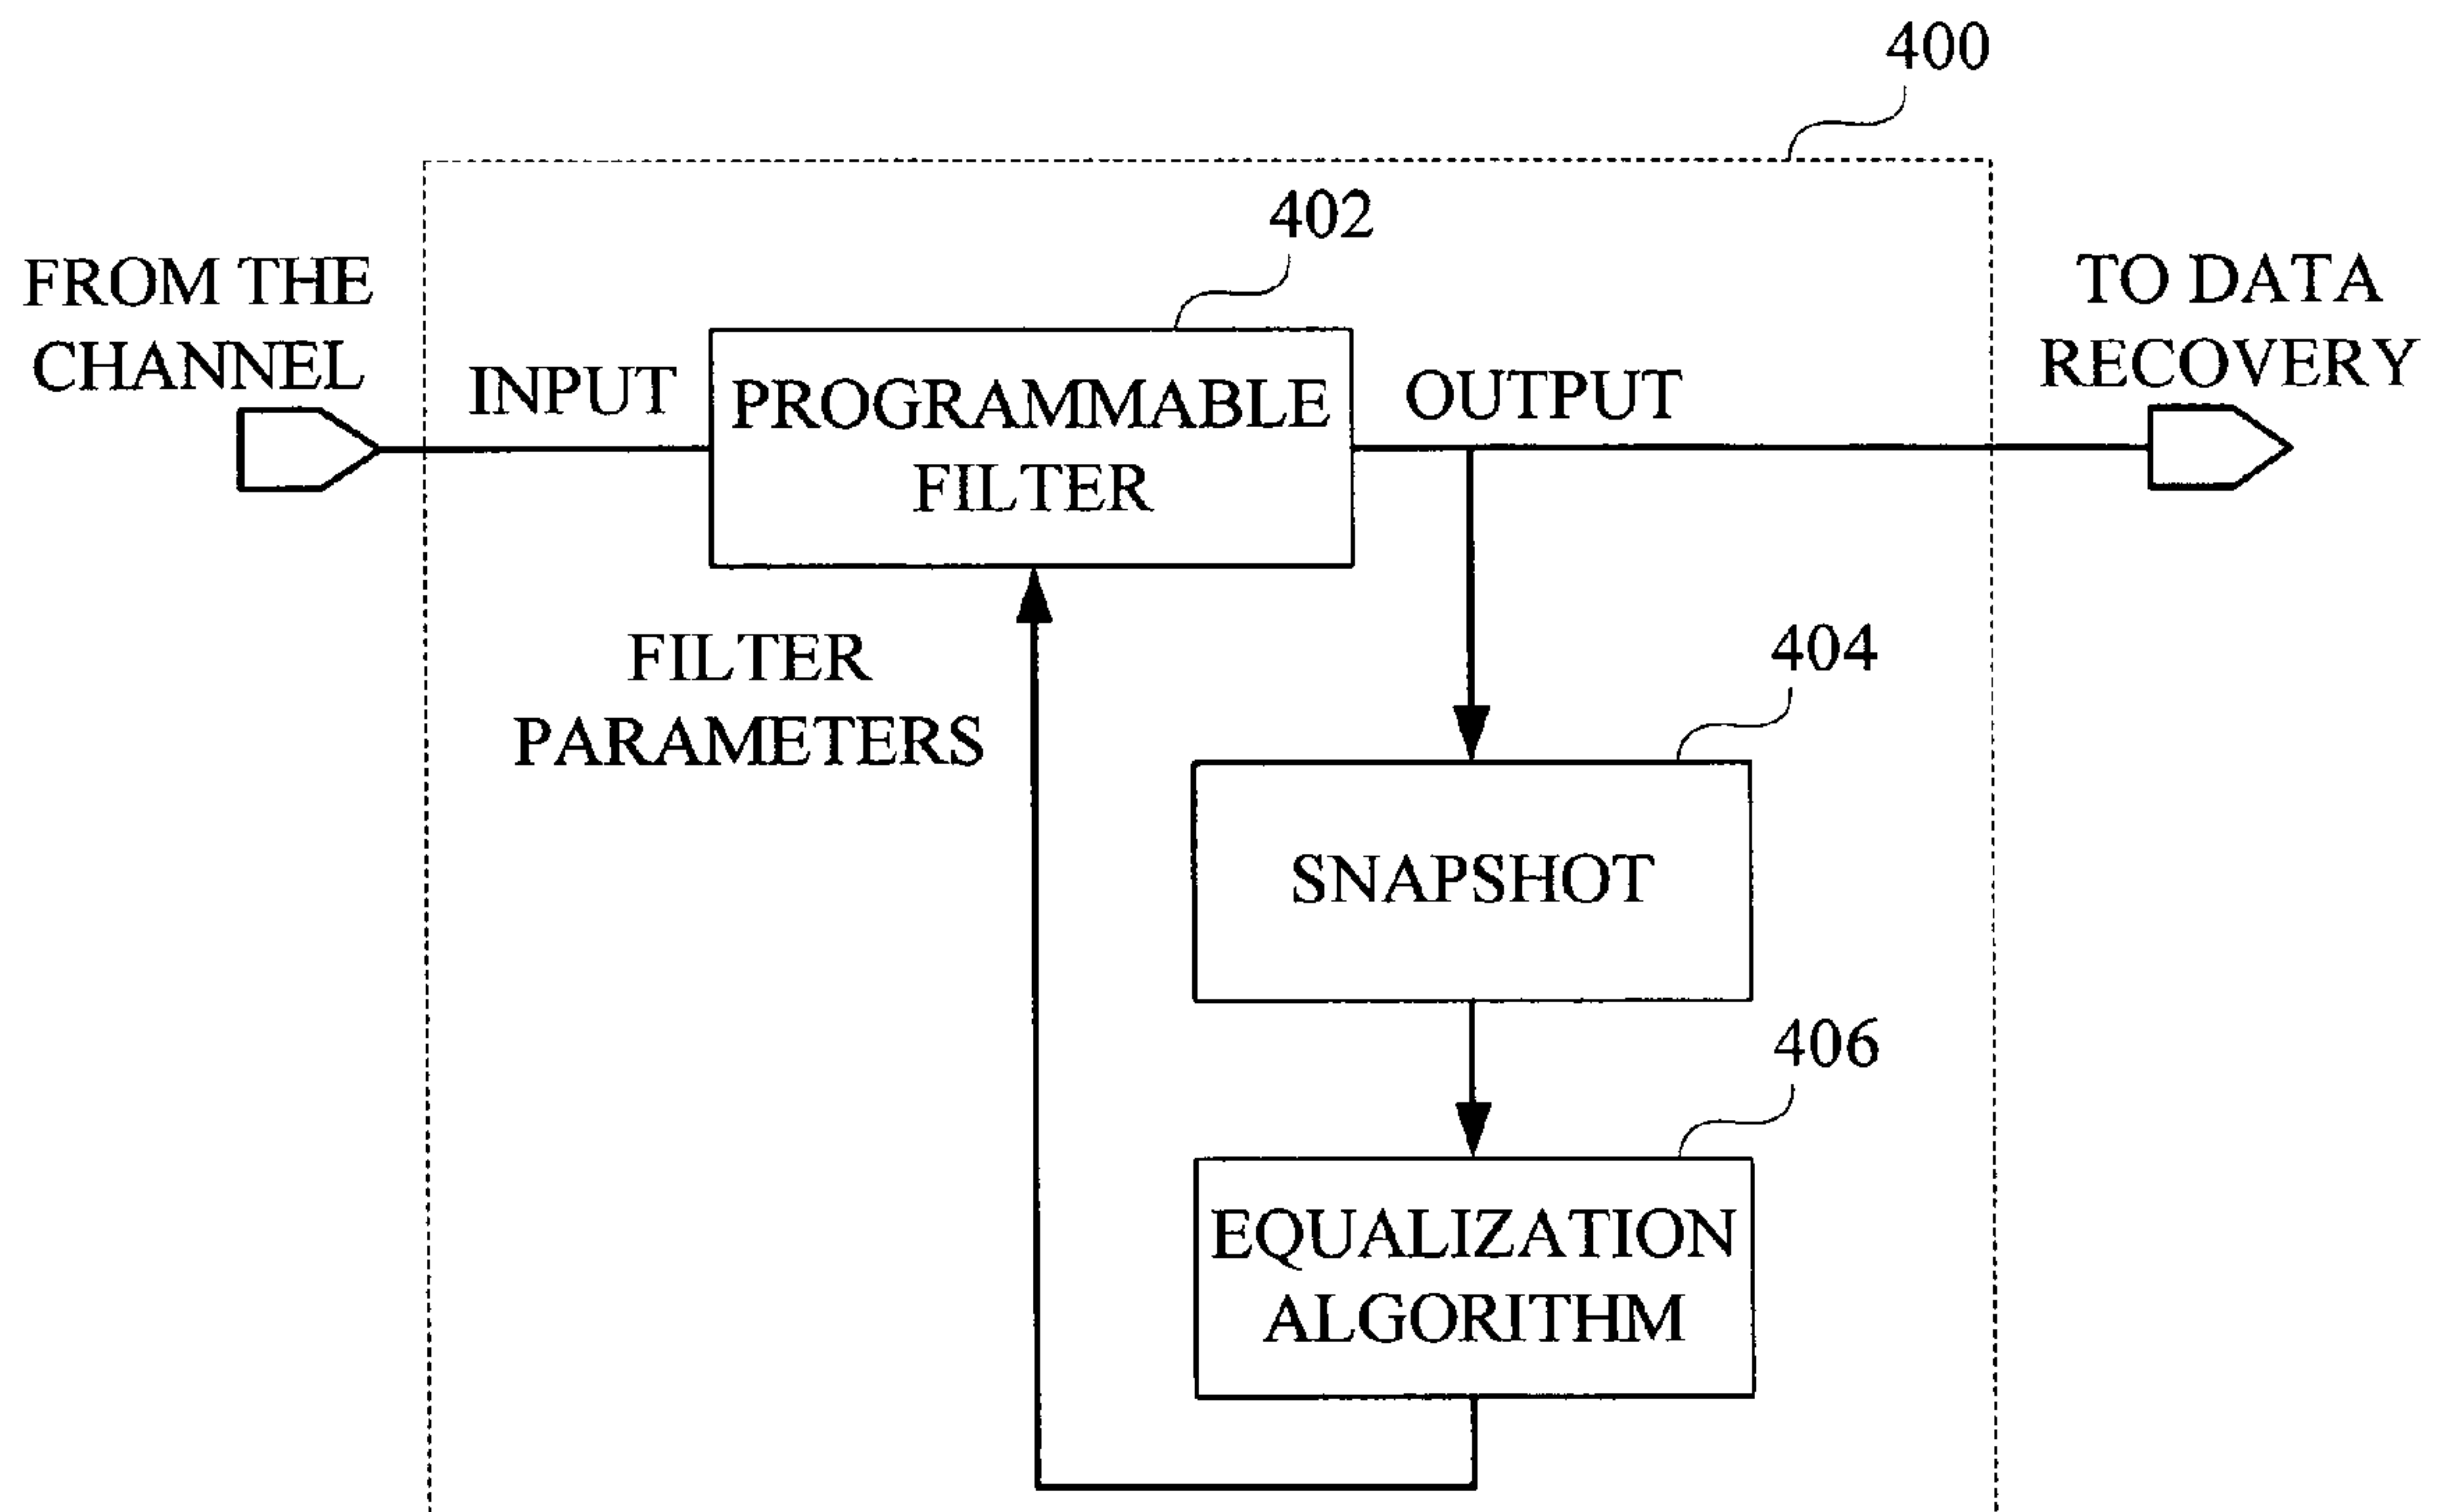 400
402
FROM THE
CHANNEL
INPUT
PROGRAMMABLE
FILTER
OUTPUT
TO DATA
RECOVERY
FILTER
PARAMETERS
404
SNAPSHOT
406
EQUALIZATION
ALGORITHM